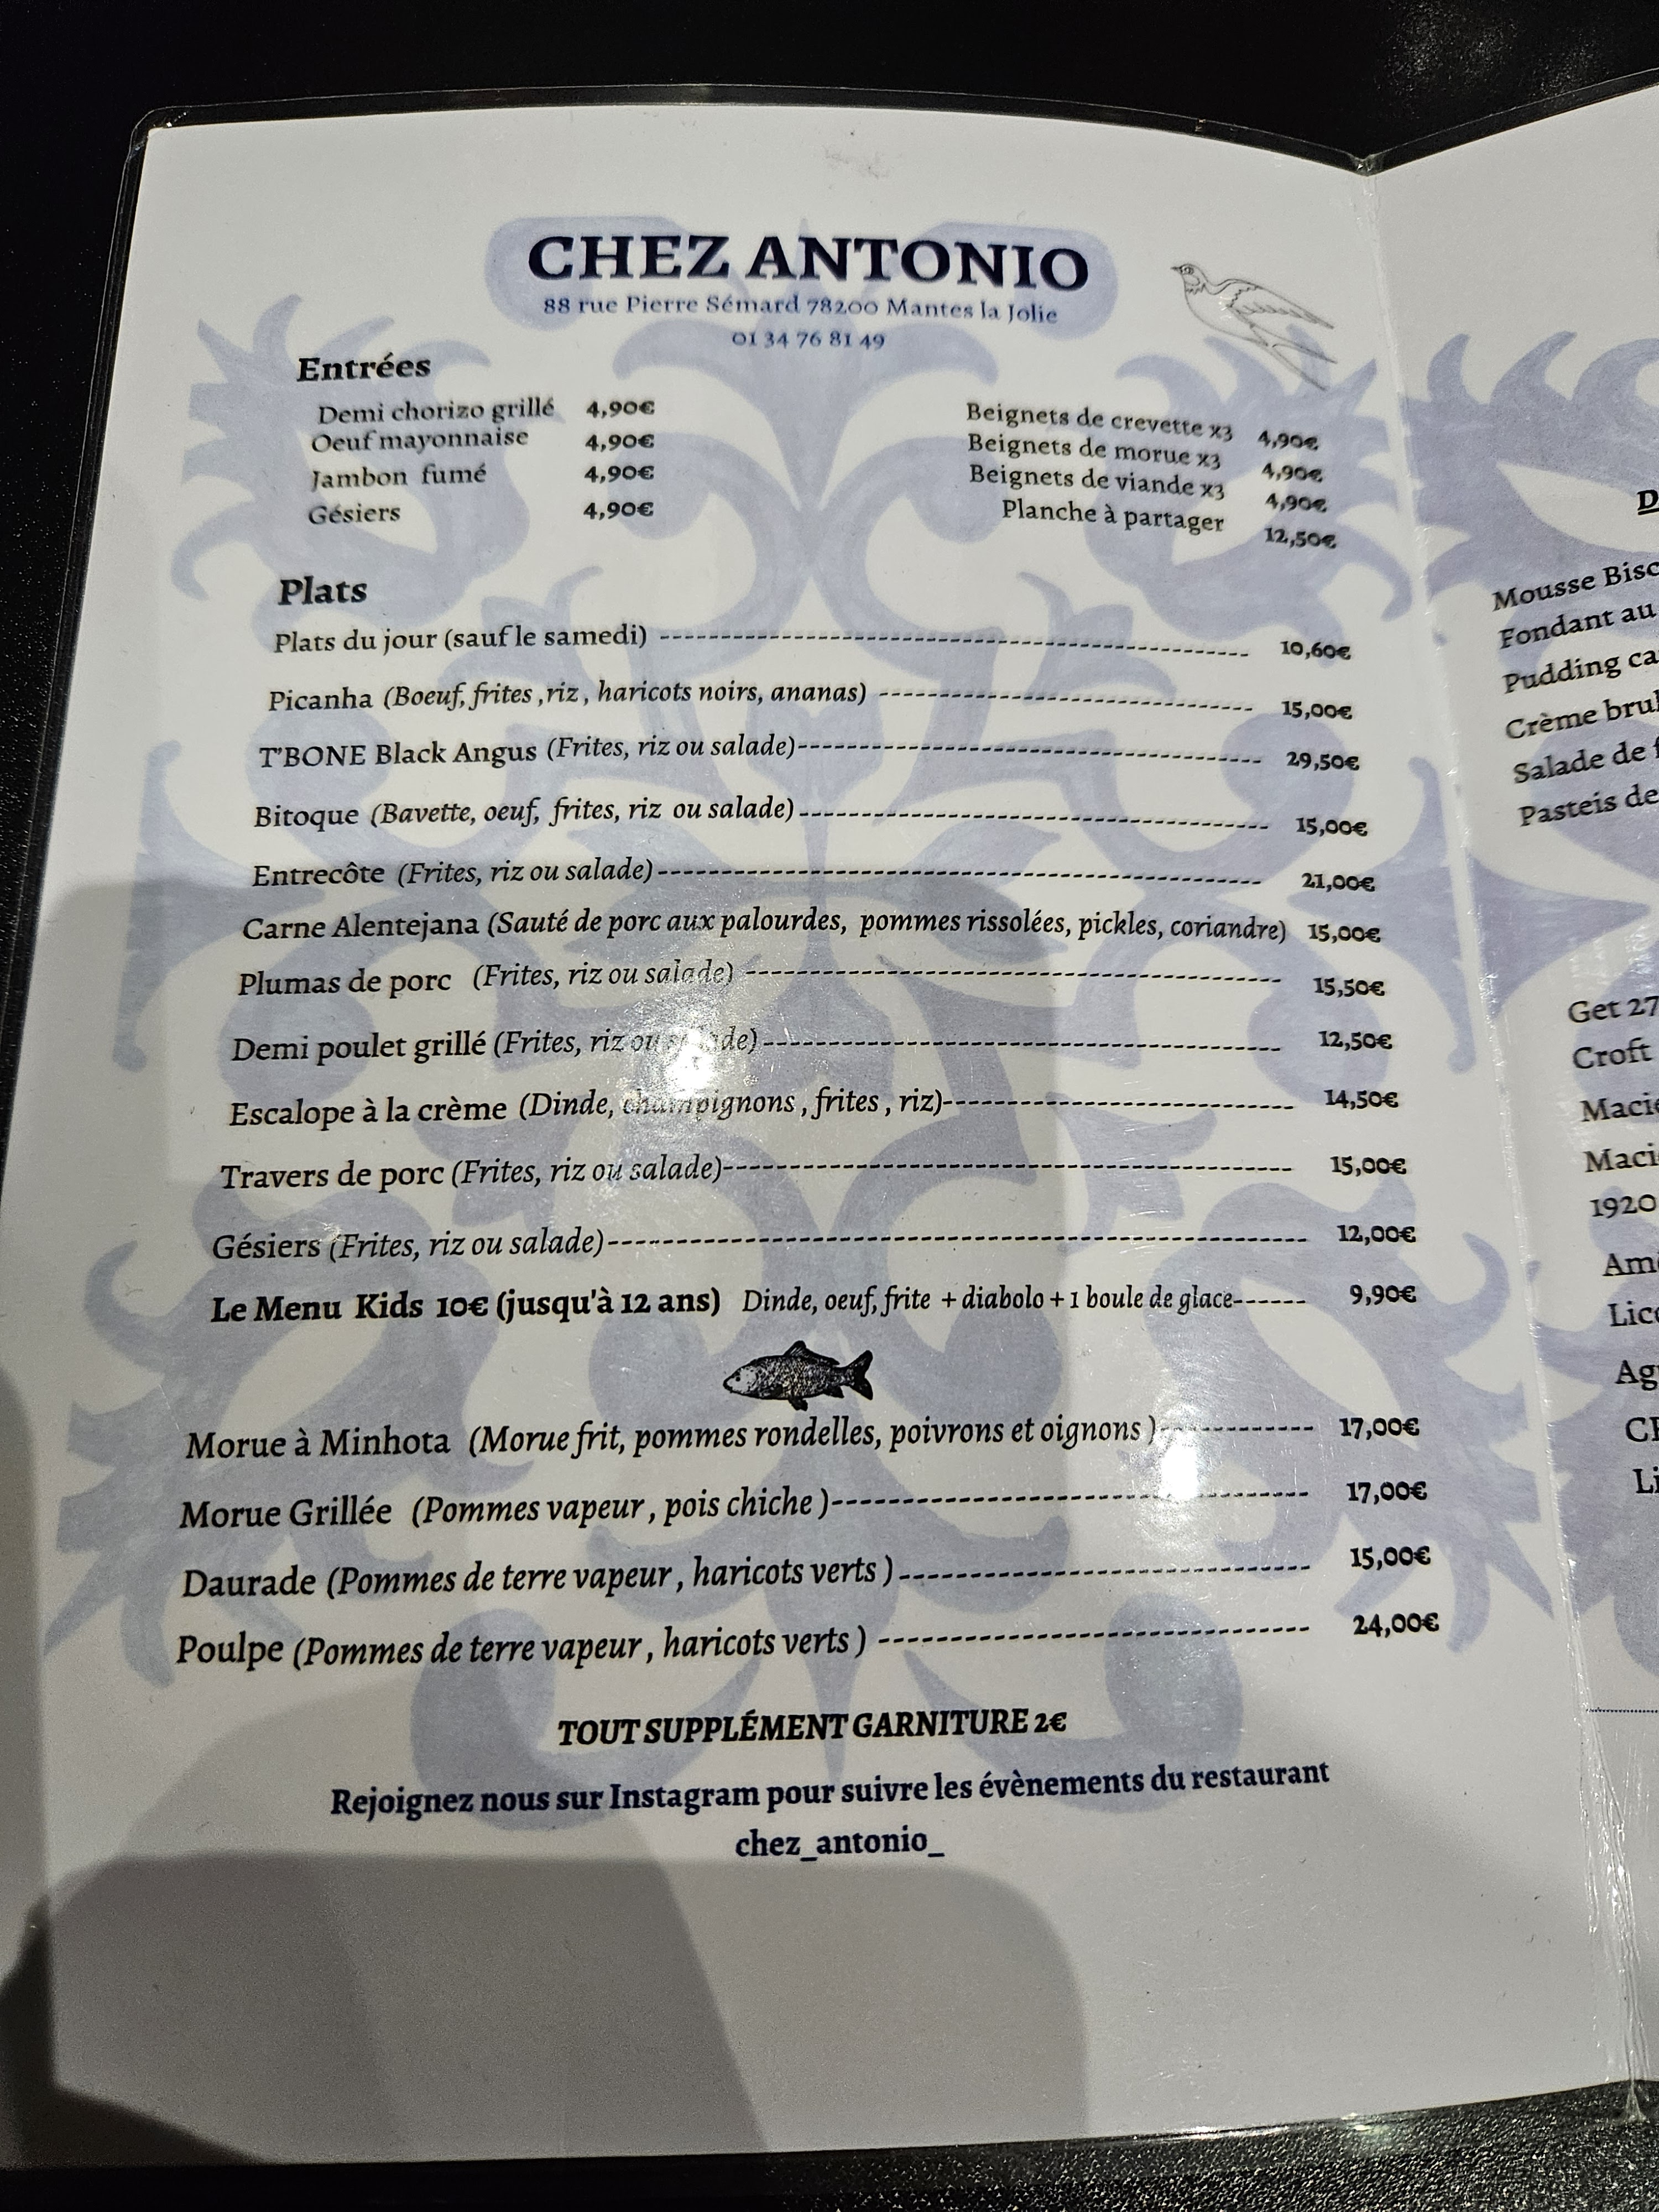 CHEZ ANTONIO
88 rue Pierre Sémard 78200 Mantes la Jolie
01 34 76 81 49
Entrées
Demi chorizo grillé 4,90€
Oeuf mayonnaise 4,90€
Jambon fumé 4,90€
Gésiers 4,90€
Beignets de crevette x3 4,90€
Beignets de morue x3 4,90€
Beignets de viande x3 4,90€
Planche à partager 12,50€
Plats
Plats du jour (sauf le samedi) 10,60€
Picanha (Boeuf, frites ,riz , haricots noirs, ananas) 15,00€
T'BONE Black Angus (Frites, riz ou salade) 29,50€
Bitoque (Bavette, oeuf, frites, riz ou salade) 15,00€
Entrecôte (Frites, riz ou salade) 21,00€
Carne Alentejana (Sauté de porc aux palourdes, pommes rissolées, pickles, coriandre) 15,00€
Plumas de porc (Frites, riz ou salade) 15,50€
Demi poulet grillé (Frites, riz ou salade) 12,50€
Escalope à la crème (Dinde, champignons , frites , riz) 14,50€
Travers de porc (Frites, riz ou salade) 15,00€
Gésiers (Frites, riz ou salade) 12,00€
Le Menu Kids 10€ (jusqu'à 12 ans) Dinde, oeuf, frite + diabolo + 1 boule de glace 9,90€
Morue à Minhota (Morue frit, pommes rondelles, poivrons et oignons ) 17,00€
Morue Grillée (Pommes vapeur , pois chiche ) 17,00€
Daurade (Pommes de terre vapeur , haricots verts ) 15,00€
Poulpe (Pommes de terre vapeur , haricots verts ) 24,00€
TOUT SUPPLÉMENT GARNITURE 2€
Rejoignez nous sur Instagram pour suivre les évènements du restaurant
chez_antonio_
Mousse
Fondant au
Pudding
Crème
Salade de
Pasteis de
Get 27
Croft
1920